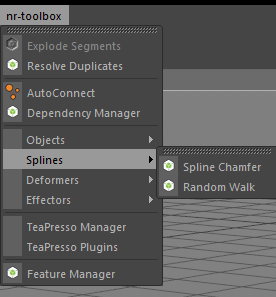 nr-toolbox
Explode Segments
Resolve Duplicates
AutoConnect
Dependency Manager
Objects
Splines
Deformers
Effectors
TeaPresso Manager
TeaPresso Plugins
Feature Manager
Spline Chamfer
Random Walk